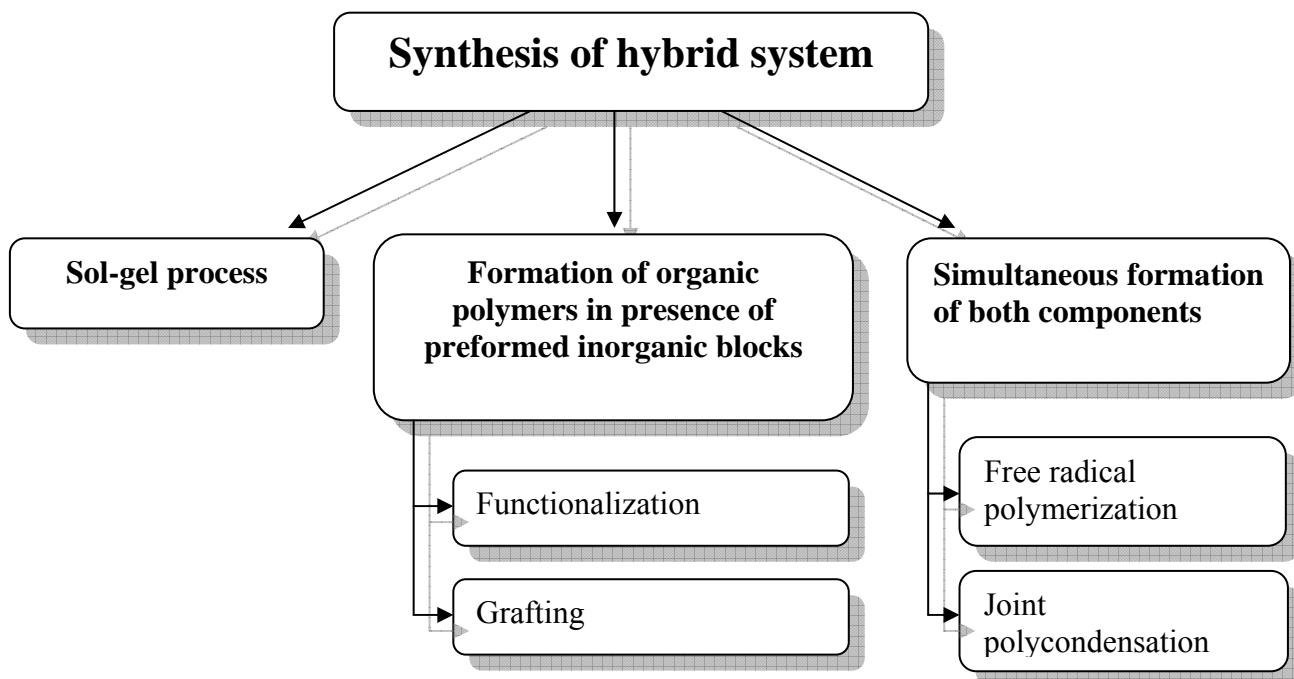 Synthesis of hybrid system
Sol-gel process
Formation of organic
polymers in presence of
preformed inorganic blocks
Simultaneous formation
of both components
Functionalization
Grafting
Free radical
polymerization
Joint
polycondensation